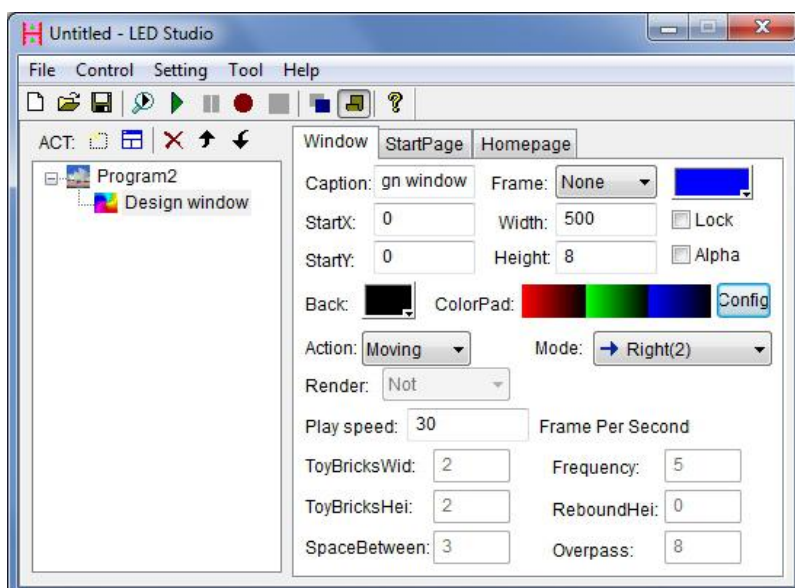 Untitled - LED Studio
File Control Setting Tool Help
ACT:
Program2
Design window
Window StartPage Homepage
Caption: gn window Frame: None
StartX: 0 Width: 500 Lock
StartY: 0 Height: 8 Alpha
Back: ColorPad: Config
Action: Moving Mode: Right(2)
Render: Not
Play speed: 30 Frame Per Second
ToyBricksWid: 2 Frequency: 5
ToyBricksHei: 2 ReboundHei: 0
SpaceBetween: 3 Overpass: 8